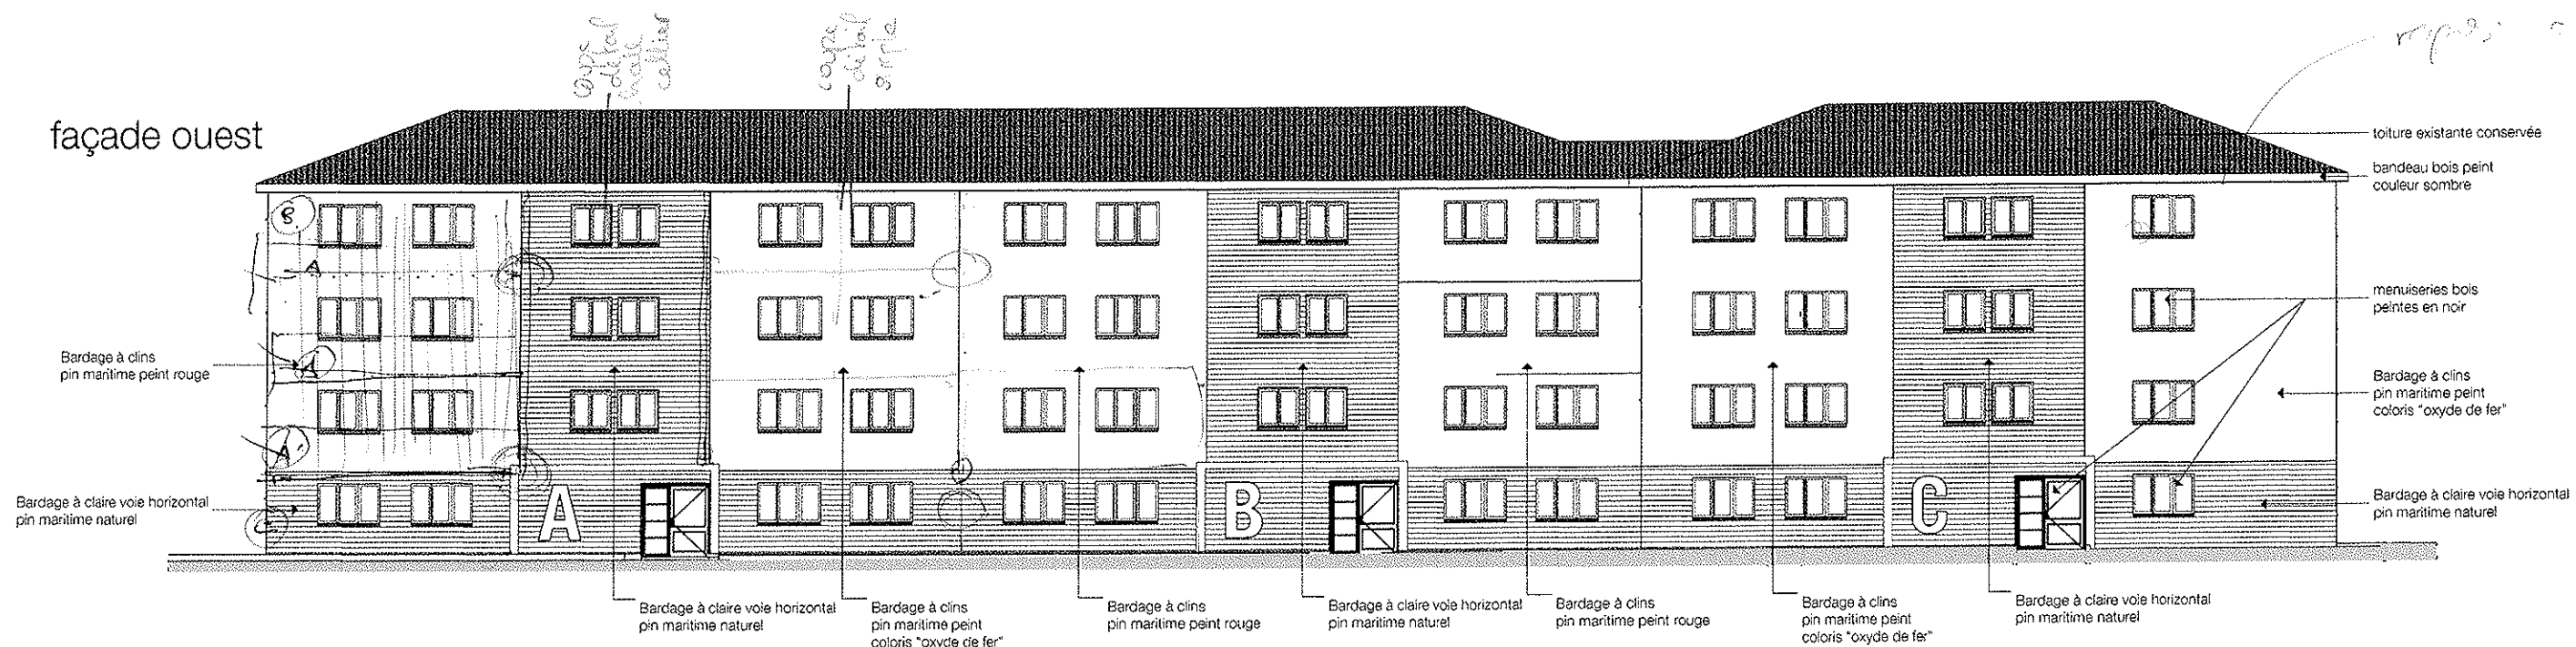 coupe
détail
façade ouest
toiture existante conservée
bandeau bois peint
couleur sombre
menuiseries bois
peintes en noir
Bardage à clins
pin maritime peint rouge
Bardage à clins
pin maritime peint
coloris "oxyde de fer"
Bardage à claire voie horizontal
pin maritime naturel
Bardage à claire voie horizontal
pin maritime naturel
A
B
C
B
A
A
A
Bardage à claire voie horizontal
pin maritime naturel
Bardage à clins
pin maritime peint
coloris "oxyde de fer"
Bardage à clins
pin maritime peint rouge
Bardage à claire voie horizontal
pin maritime naturel
Bardage à clins
pin maritime peint rouge
Bardage à clins
pin maritime peint
coloris "oxyde de fer"
Bardage à claire voie horizontal
pin maritime naturel